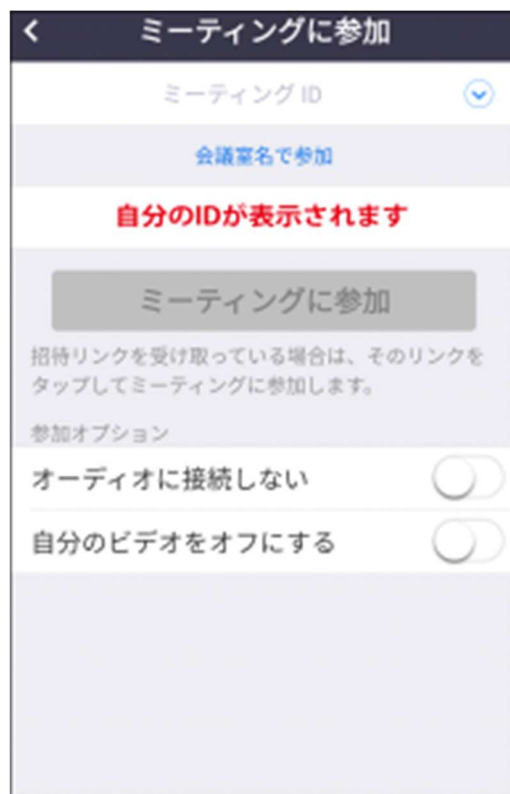 ミーティングに参加
ミーティング ID
会議室名で参加
自分のIDが表示されます
ミーティングに参加
招待リンクを受け取っている場合は、そのリンクを
タップしてミーティングに参加します。
参加オプション
オーディオに接続しない
自分のビデオをオフにする